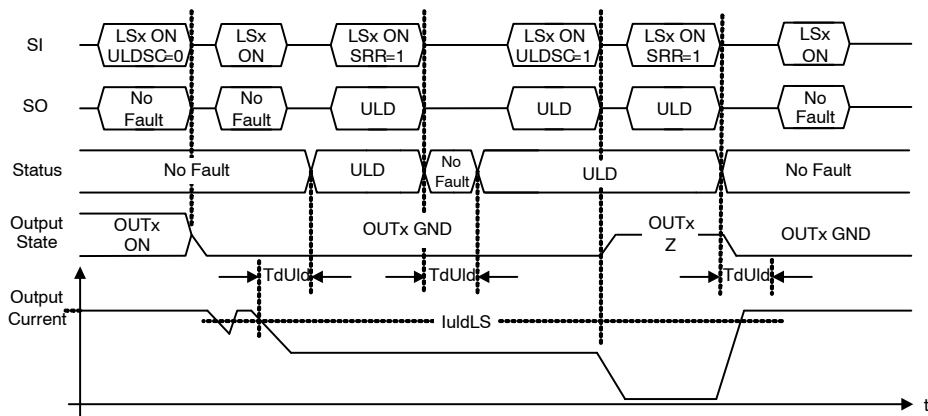 SI
LSx ON
ULDSC=0
LSx
ON
LSx ON
SRR=1
LSx ON
ULDSC=1
LSx ON
SRR=1
LSx
ON
SO
No
Fault
No
Fault
ULD
ULD
ULD
No
Fault
Status
No Fault
ULD
No
Fault
ULD
No Fault
Output
State
OUTx
ON
OUTx GND
OUTx
Z
OUTx GND
TdUld
TdUld
TdUld
Output
Current
IuldLS
t